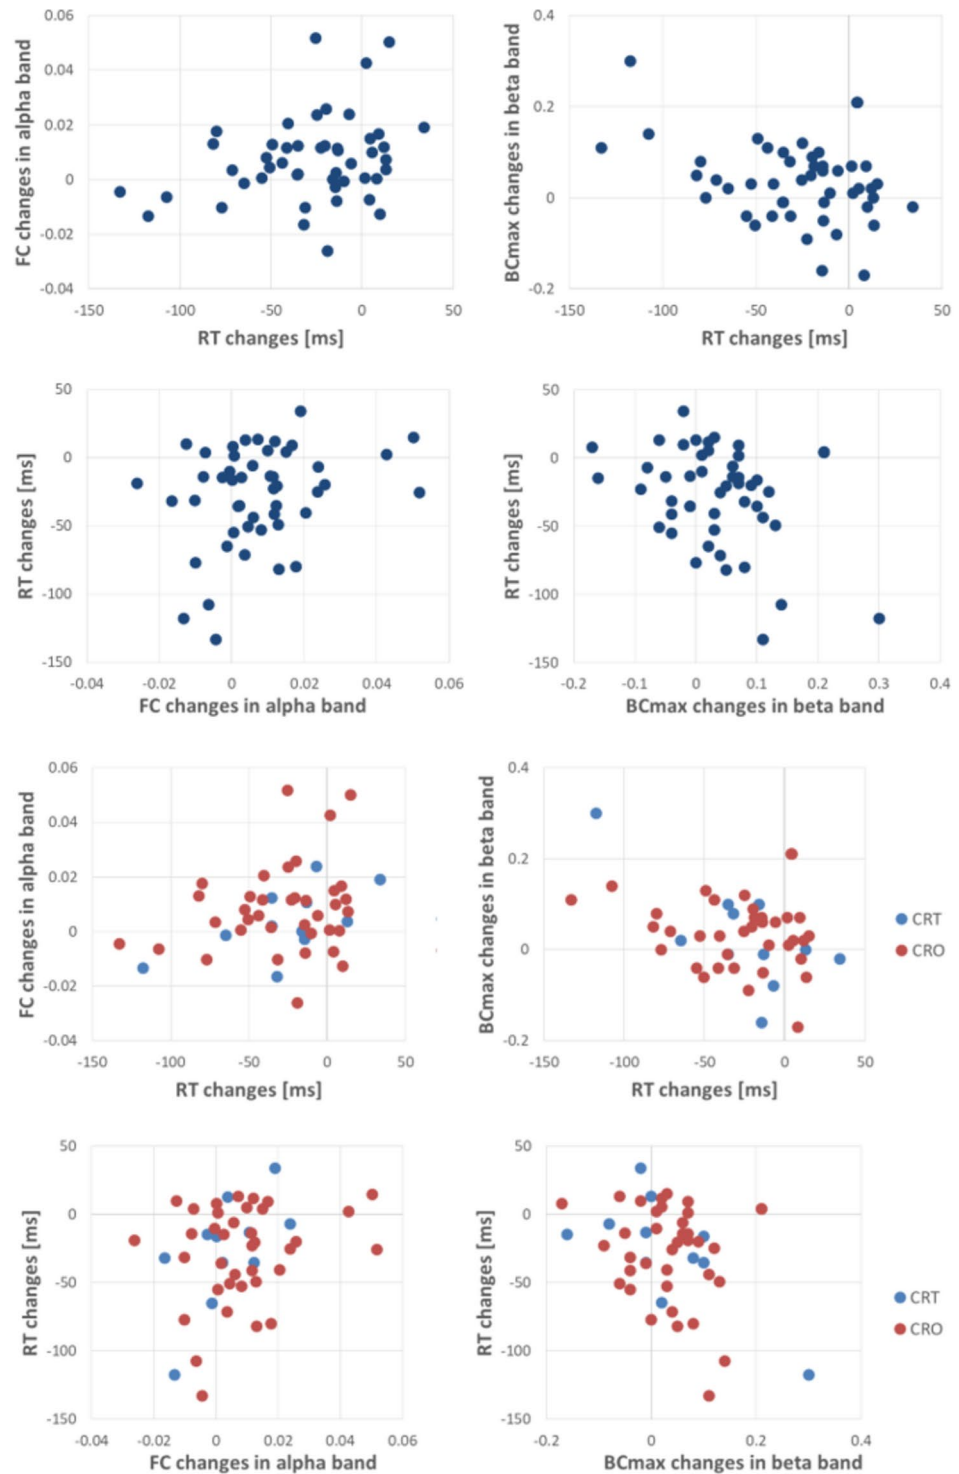 FC changes in alpha band
0.06
0.04
0.02
0
-0.02
-0.04
-150 -100 -50 0 50
RT changes [ms]
BCmax changes in beta band
0.4
0.2
0
-0.2
-150 -100 -50 0 50
RT changes [ms]
RT changes [ms]
50
0
-50
-100
-150
-0.04 -0.02 0 0.02 0.04 0.06
FC changes in alpha band
RT changes [ms]
50
0
-50
-100
-150
-0.2 -0.1 0 0.1 0.2 0.3 0.4
BCmax changes in beta band
FC changes in alpha band
0.06
0.04
0.02
0
-0.02
-0.04
-150 -100 -50 0 50
RT changes [ms]
BCmax changes in beta band
0.4
0.2
0
-0.2
-150 -100 -50 0 50
RT changes [ms]
CRT
CRO
RT changes [ms]
50
0
-50
-100
-150
-0.04 -0.02 0 0.02 0.04 0.06
FC changes in alpha band
RT changes [ms]
50
0
-50
-100
-150
-0.2 0 0.2 0.4
BCmax changes in beta band
CRT
CRO